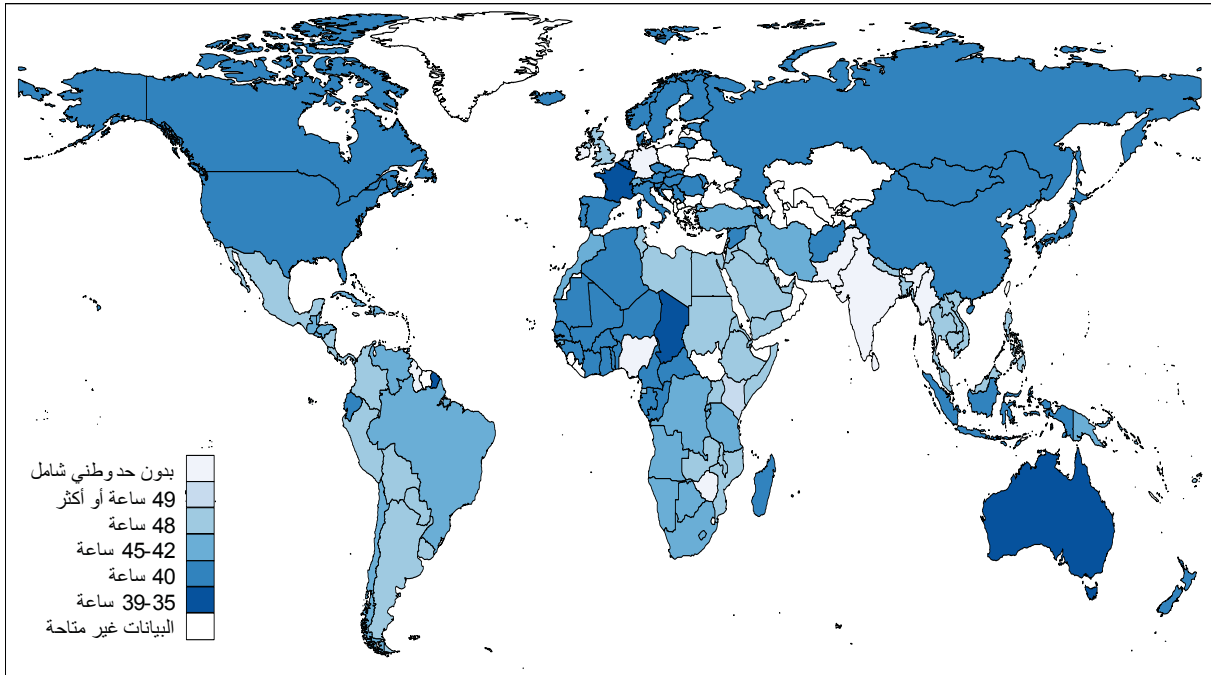 بدون حد وطني شامل
49 ساعة أو أكثر
48 ساعة
42-45 ساعة
40 ساعة
35-39 ساعة
البيانات غير متاحة